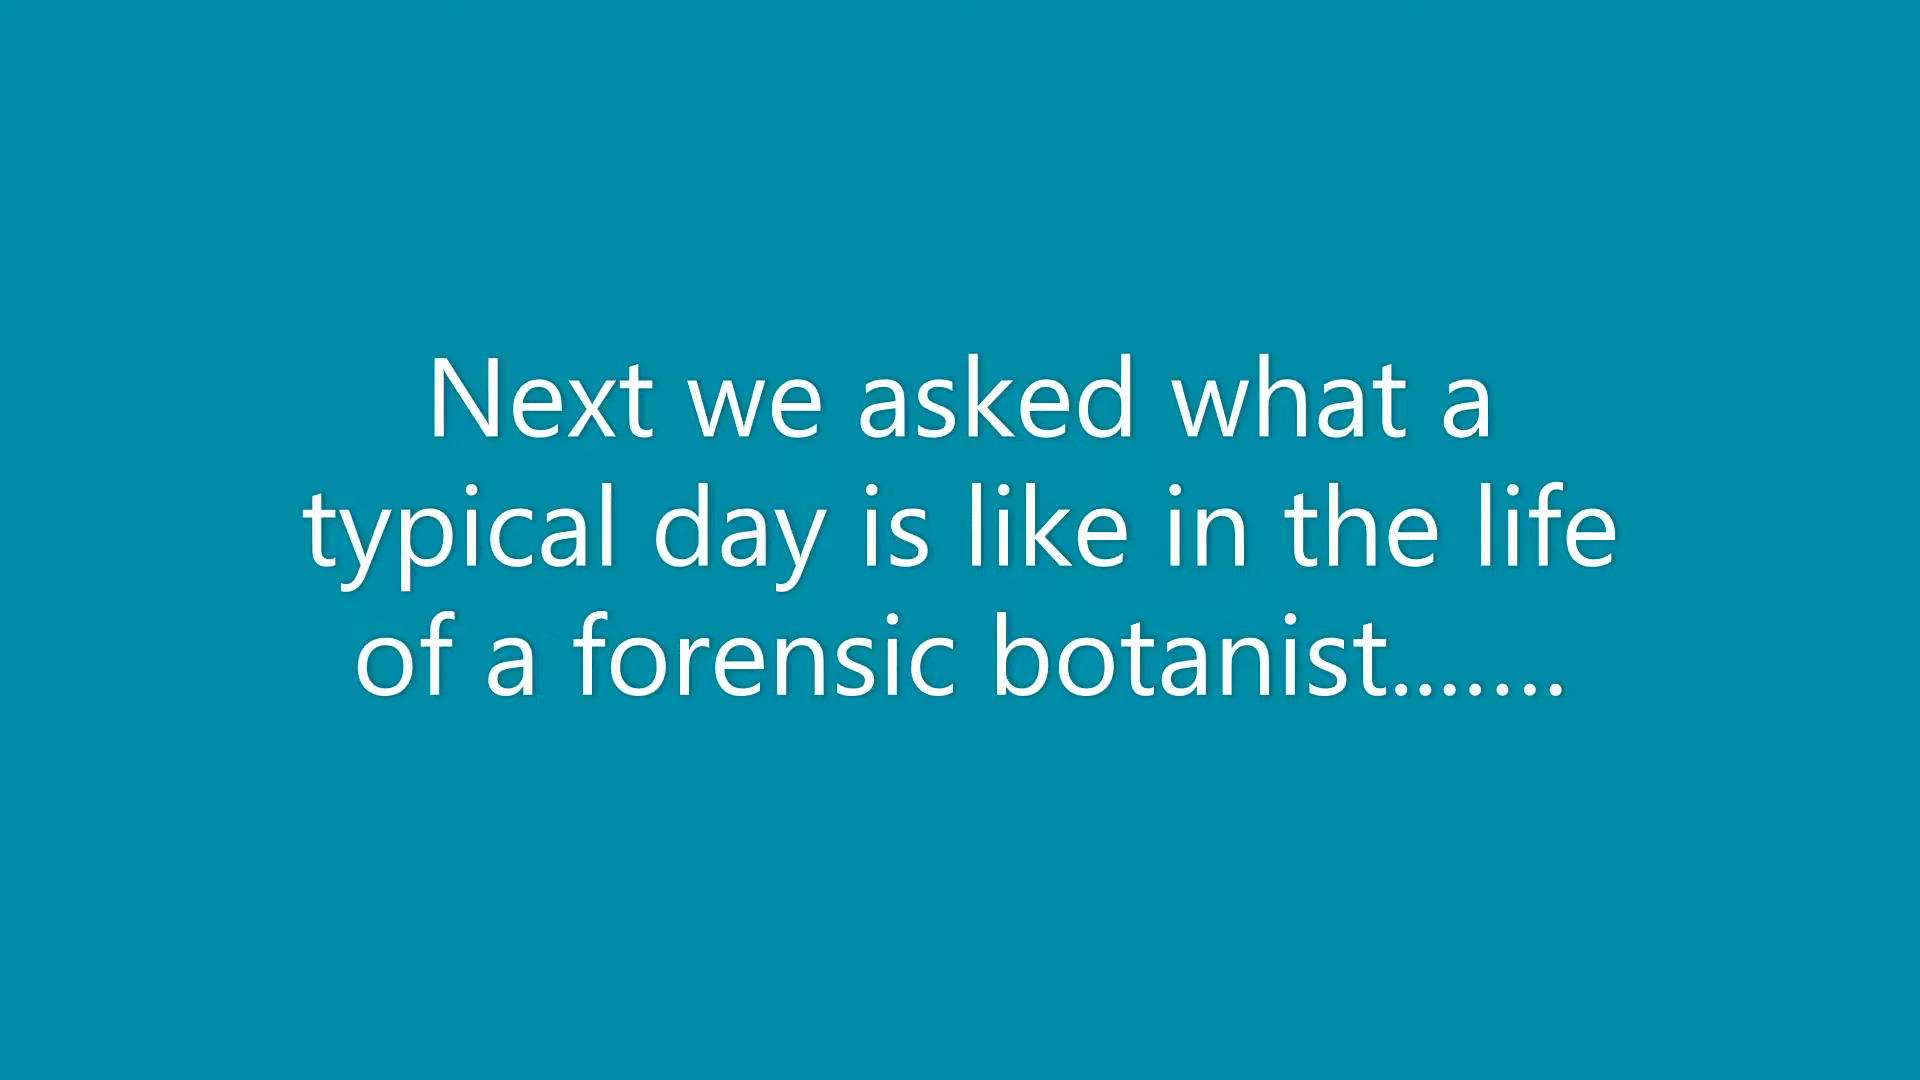 Next we asked what a
typical day is like in the life
of a forensic botanist.......